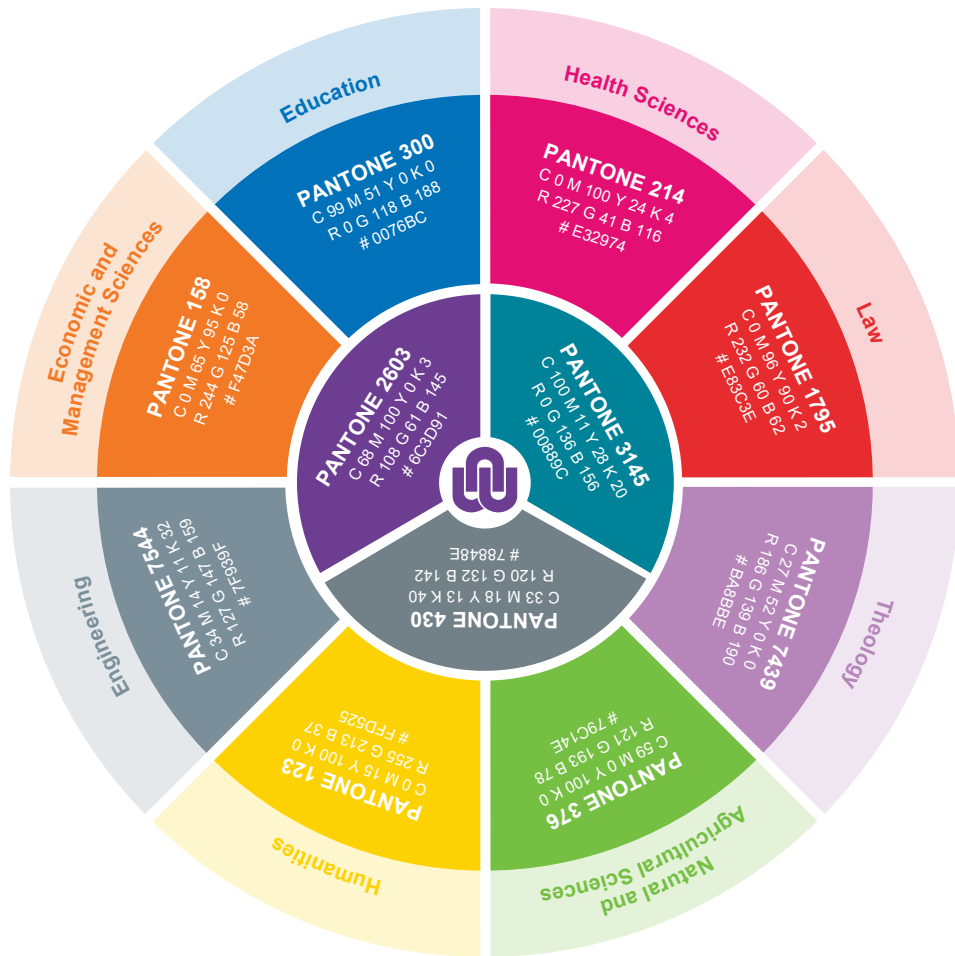 Education
PANTONE 300
C 99 M 51 Y 0 K 0
R 0 G 118 B 188
# 0076BC
Health Sciences
PANTONE 214
C 0 M 100 Y 24 K 4
R 227 G 41 B 116
# E32974
Law
PANTONE 1795
C 0 M 96 Y 90 K 2
R 232 G 60 B 62
# E83C3E
Theology
PANTONE 7439
C 27 M 52 Y 0 K 0
R 186 G 139 B 190
# BA8BBE
Natural and
Agricultural Sciences
PANTONE 376
C 59 M 0 Y 100 K 0
R 121 G 193 B 78
# 79C14E
Humanities
PANTONE 123
C 0 M 15 Y 100 K 0
R 255 G 213 B 37
# FFD525
Engineering
PANTONE 7544
C 34 M 14 Y 11 K 32
R 127 G 147 B 159
# 7F939F
Economic and
Management Sciences
PANTONE 158
C 0 M 65 Y 95 K 0
R 244 G 125 B 58
# F47D3A
PANTONE 2603
C 68 M 100 Y 0 K 3
R 108 G 61 B 145
# 6C3D91
PANTONE 3145
C 100 M 11 Y 28 K 20
R 0 G 136 B 156
# 00889C
PANTONE 430
C 33 M 18 Y 13 K 40
R 120 G 132 B 142
# 78848E